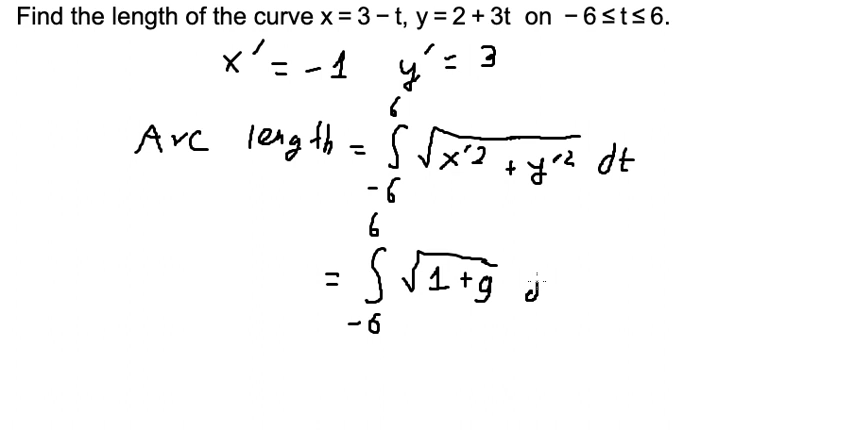 Find the length of the curve x = 3 − t, y = 2 + 3t on − 6 ≤ t ≤ 6.
x' = -1 y' = 3
Arc length = ∫_{-6}^{6} √(x'2 + y'2) dt
= ∫_{-6}^{6} √(1+9) d